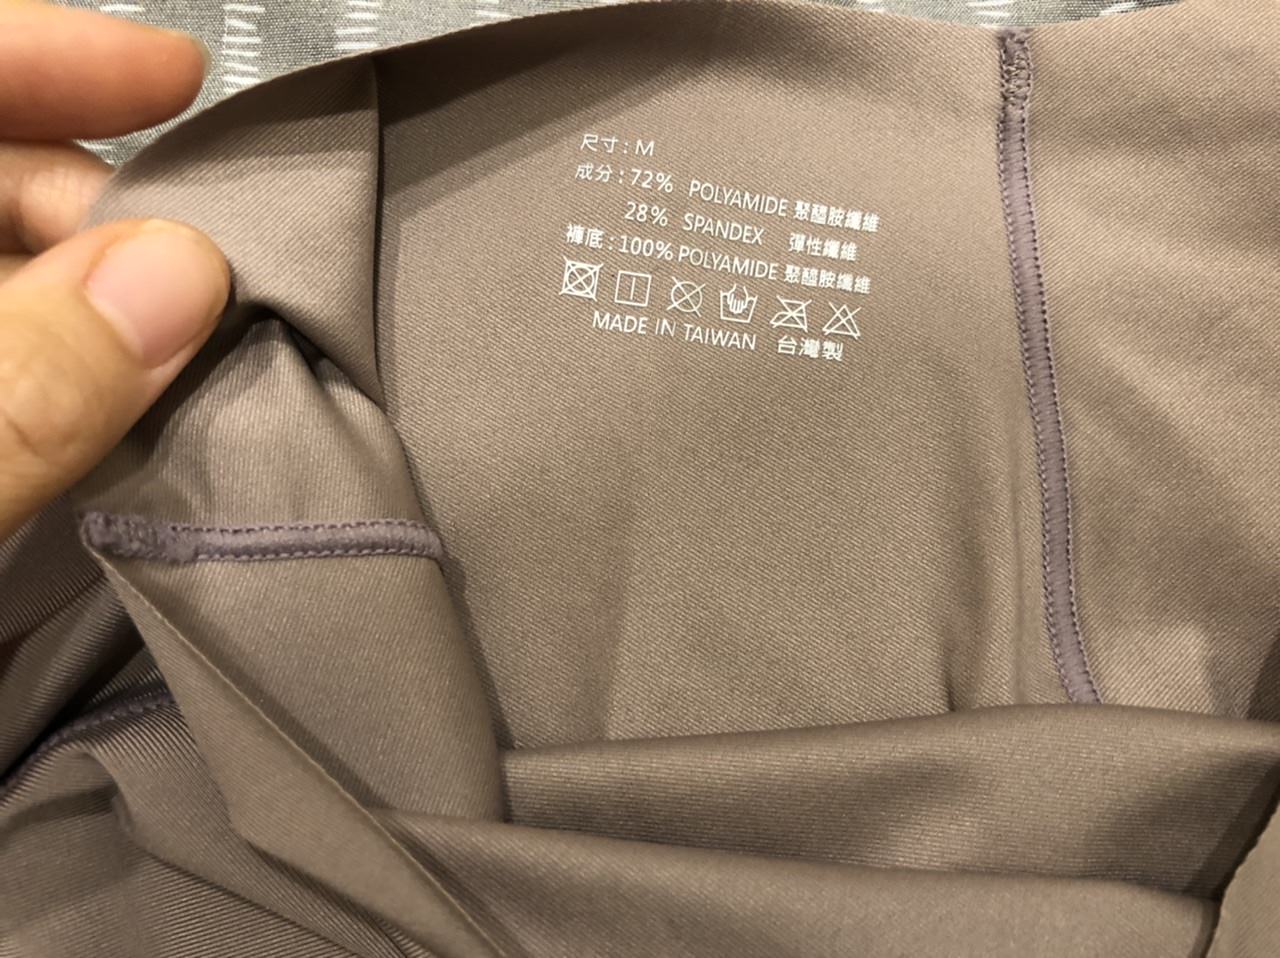 尺寸：M
成分：72% POLYAMIDE 聚醯胺纖維
28% SPANDEX 彈性纖維
褲底：100% POLYAMIDE 聚醯胺纖維
MADE IN TAIWAN 台灣製